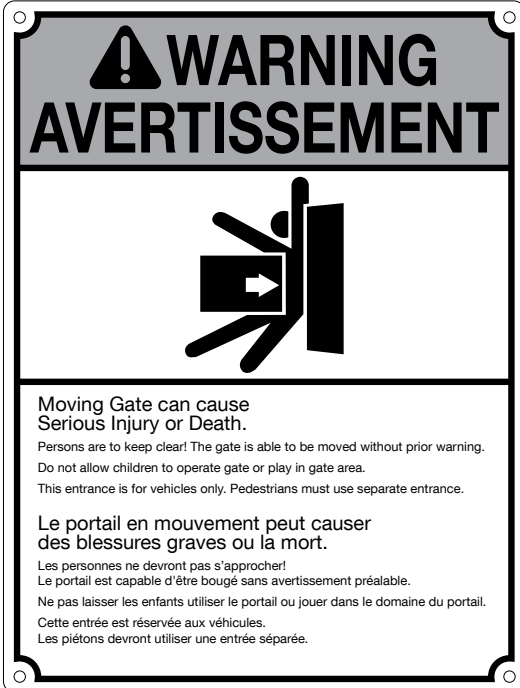 WARNING
AVERTISSEMENT
Moving Gate can cause
Serious Injury or Death.
Persons are to keep clear! The gate is able to be moved without prior warning.
Do not allow children to operate gate or play in gate area.
This entrance is for vehicles only. Pedestrians must use separate entrance.
Le portail en mouvement peut causer
des blessures graves ou la mort.
Les personnes ne devront pas s'approcher!
Le portail est capable d'être bougé sans avertissement préalable.
Ne pas laisser les enfants utiliser le portail ou jouer dans le domaine du portail.
Cette entrée est réservée aux véhicules.
Les piétons devront utiliser une entrée séparée.